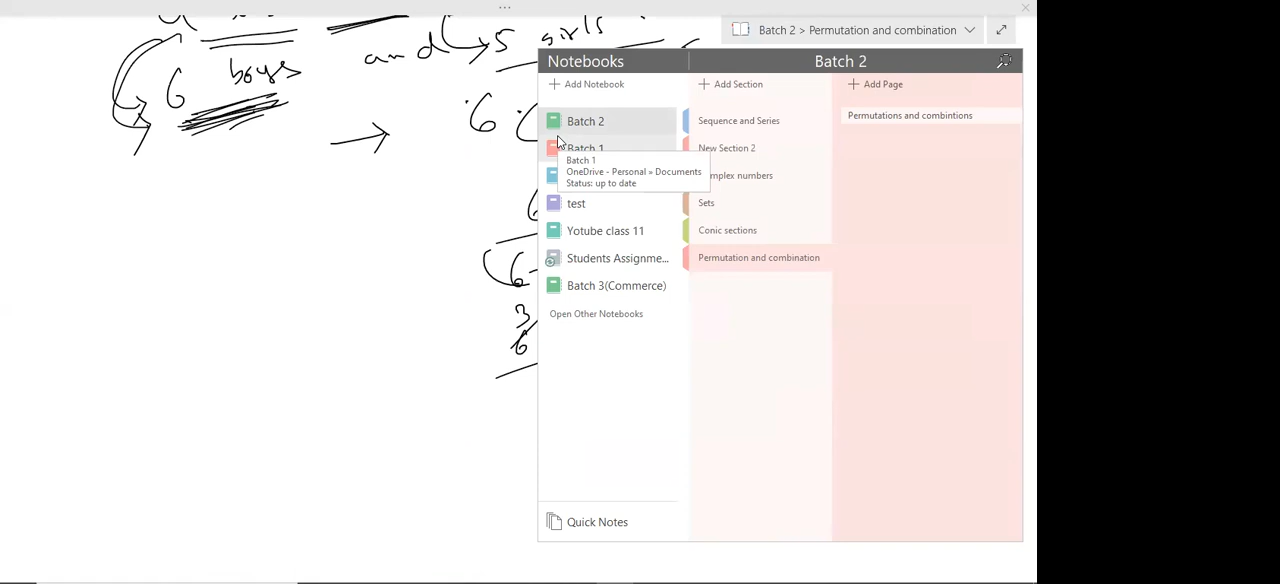 ...
Batch 2 > Permutation and combination
5 girls
and
6 boys
6
Notebooks
Batch 2
+ Add Notebook
+ Add Section
+ Add Page
Batch 2
Sequence and Series
Permutations and combintions
Batch 1
New Section 2
Batch 1
OneDrive - Personal » Documents
Status: up to date
mplex numbers
test
Sets
Yotube class 11
Conic sections
Students Assignme...
Permutation and combination
Batch 3(Commerce)
Open Other Notebooks
6
3
6
Quick Notes